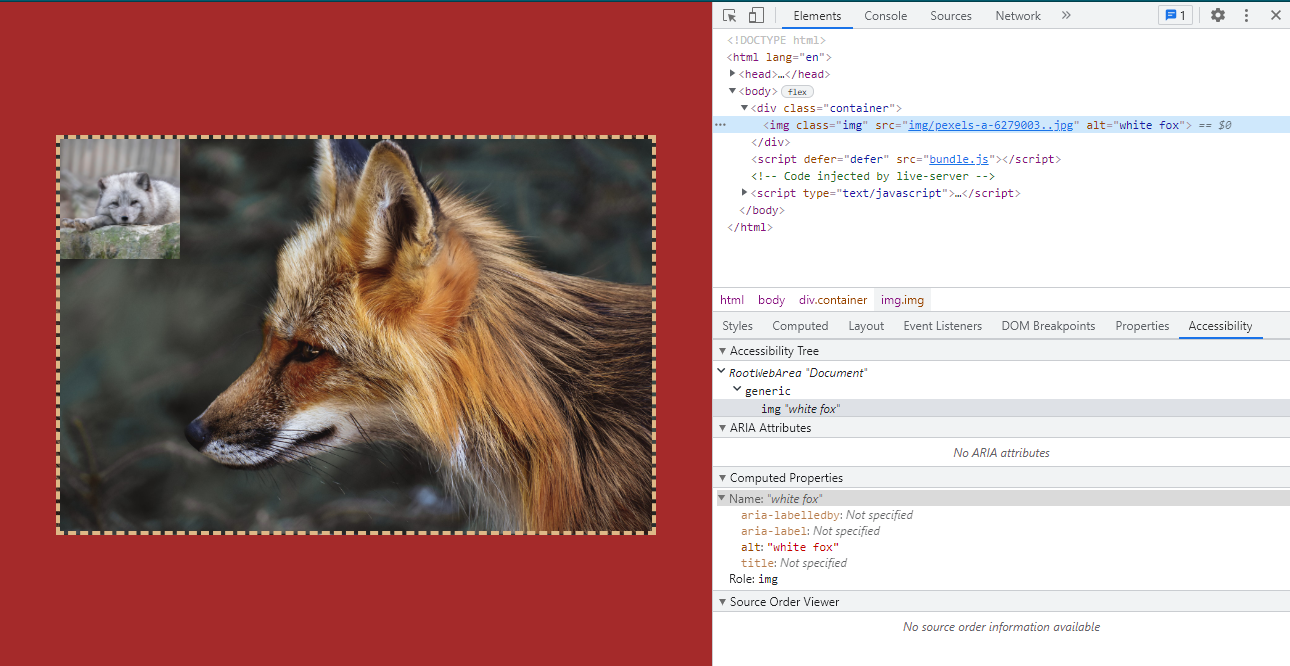 Elements Console Sources Network » 1
<!DOCTYPE html>
<html lang="en">
<head>…</head>
<body> flex
<div class="container">
<img class="img" src="img/pexels-a-6279003..jpg" alt="white fox"> == $0
</div>
<script defer="defer" src="bundle.js"></script>
<!-- Code injected by live-server -->
<script type="text/javascript">…</script>
</body>
</html>
html body div.container img.img
Styles Computed Layout Event Listeners DOM Breakpoints Properties Accessibility
Accessibility Tree
RootWebArea "Document"
generic
img "white fox"
ARIA Attributes
No ARIA attributes
Computed Properties
Name: "white fox"
aria-labelledby: Not specified
aria-label: Not specified
alt: "white fox"
title: Not specified
Role: img
Source Order Viewer
No source order information available